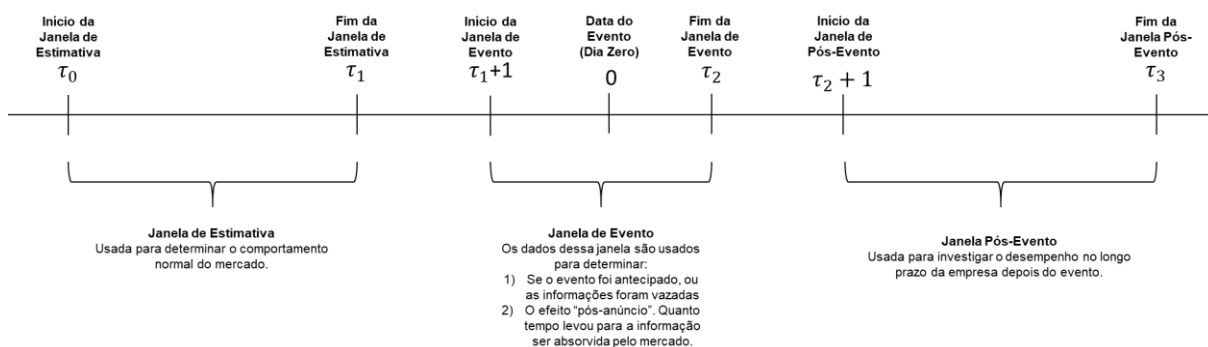 Início da
Janela de
Estimativa
τ₀
Fim da
Janela de
Estimativa
τ₁
Início da
Janela de
Evento
τ₁+1
Data do
Evento
(Dia Zero)
0
Fim da
Janela de
Evento
τ₂
Início da
Janela de
Pós-Evento
τ₂ + 1
Fim da
Janela Pós-
Evento
τ₃
Janela de Estimativa
Usada para determinar o comportamento
normal do mercado.
Janela de Evento
Os dados dessa janela são usados
para determinar:
1) Se o evento foi antecipado, ou
as informações foram vazadas
2) O efeito “pós-anúncio”. Quanto
tempo levou para a informação
ser absorvida pelo mercado.
Janela Pós-Evento
Usada para investigar o desempenho no longo
prazo da empresa depois do evento.